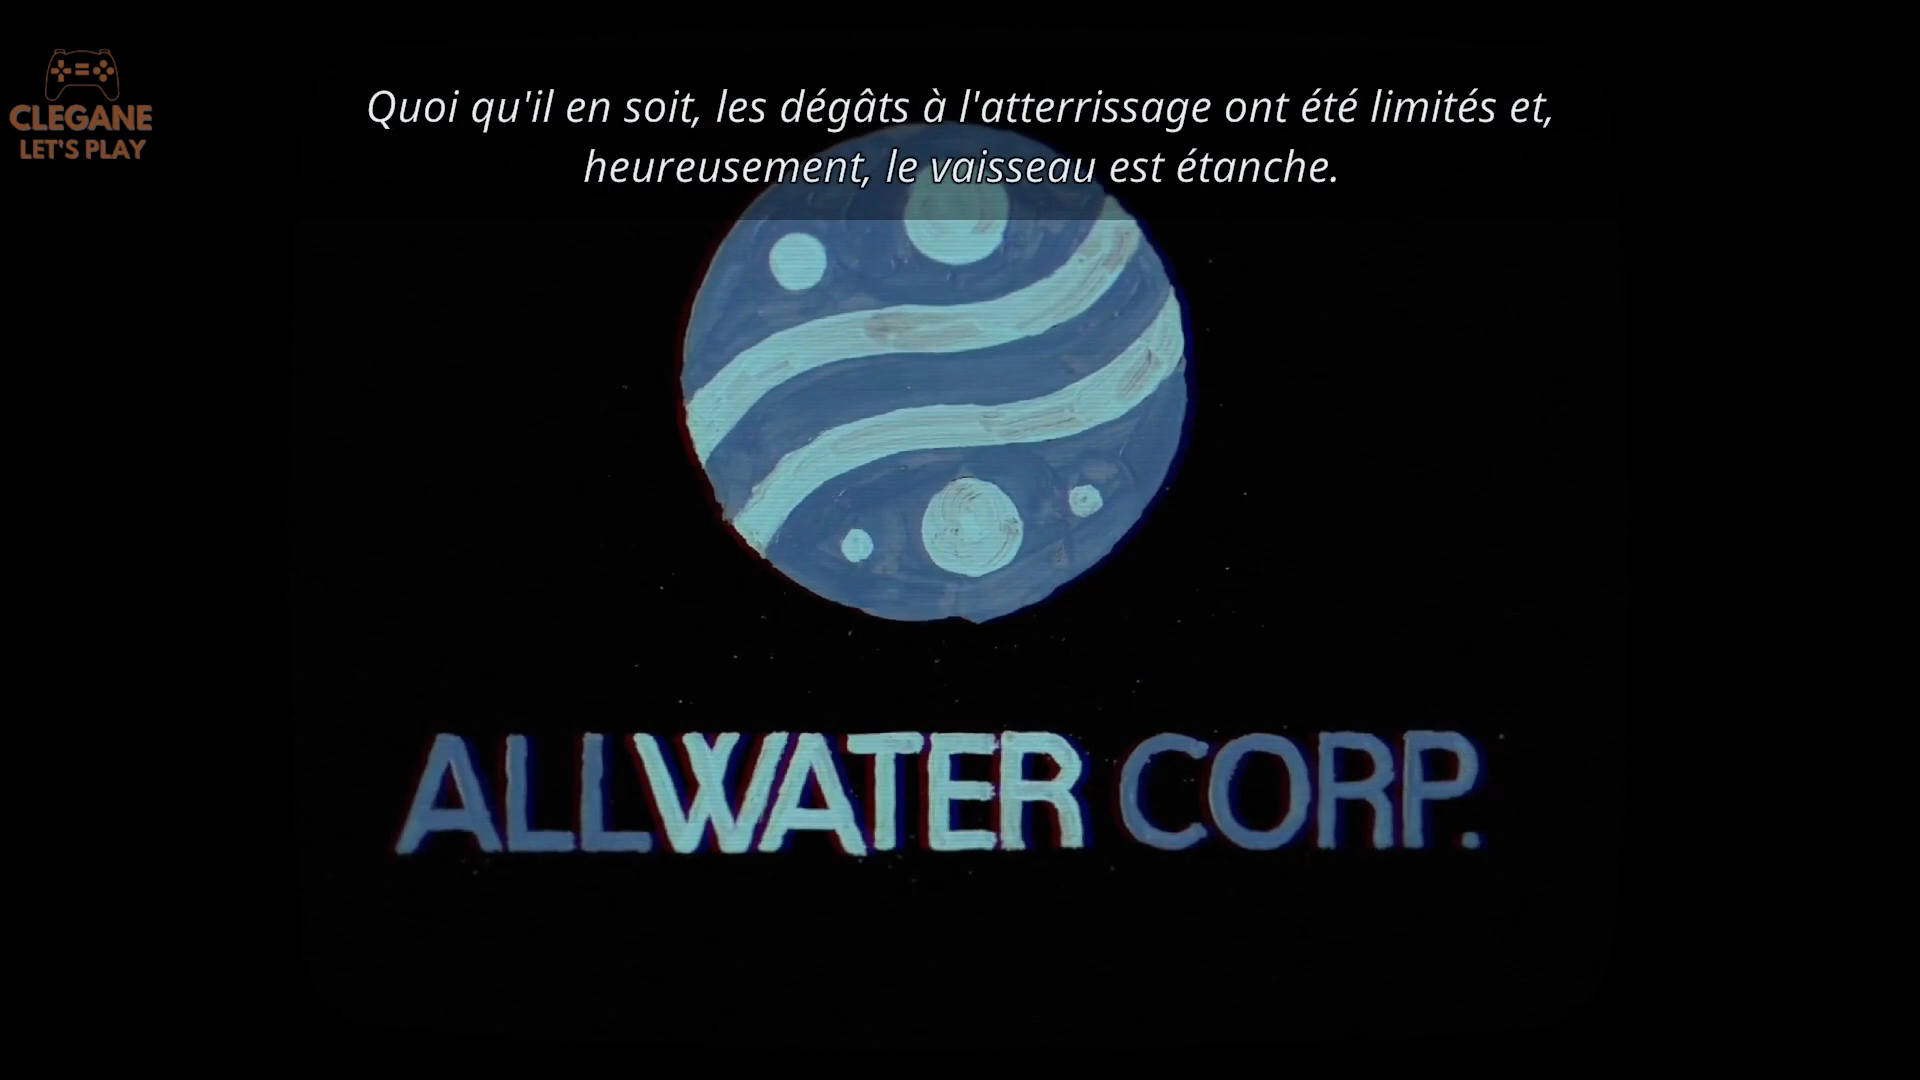 CLEGANE
LET'S PLAY
Quoi qu'il en soit, les dégâts à l'atterrissage ont été limités et,
heureusement, le vaisseau est étanche.
ALLWATER CORP.